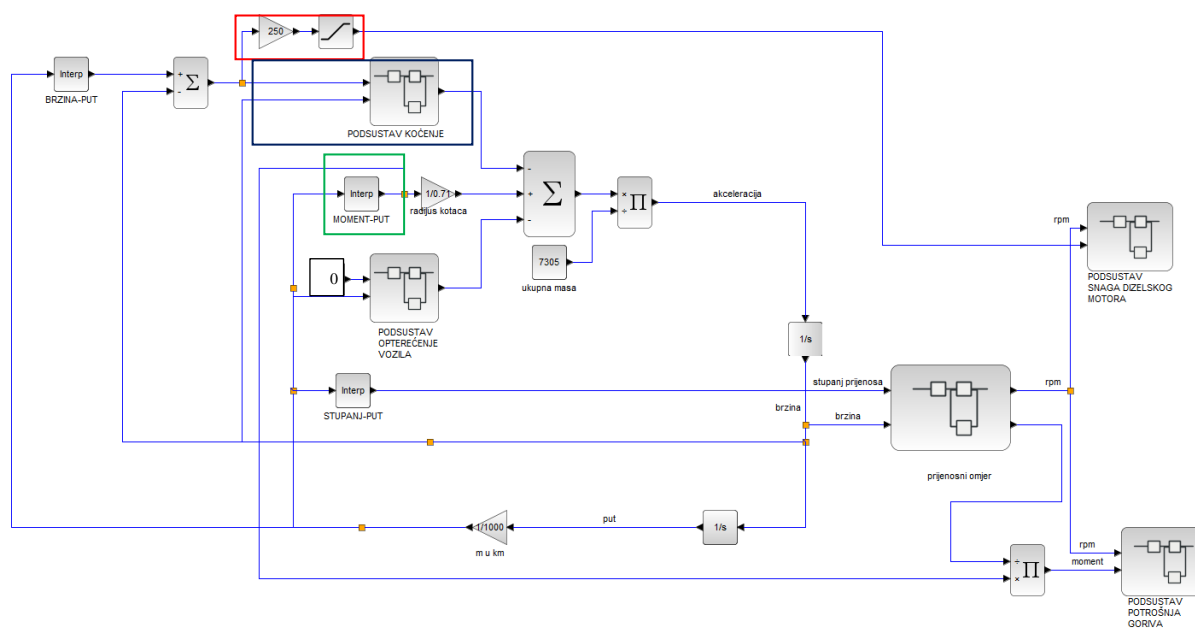 250
Interp
BRZINA-PUT
+
-
Σ
PODSUSTAV KOČENJE
Interp
MOMENT-PUT
1/0.71
radijus kotaca
-
+
-
Σ
×
÷
Π
akceleracija
7305
ukupna masa
0
PODSUSTAV
OPTEREĆENJE
VOZILA
rpm
PODSUSTAV
SNAGA DIZELSKOG
MOTORA
1/s
Interp
STUPANJ-PUT
stupanj prijenosa
brzina
brzina
rpm
prijenosni omjer
1/1000
m u km
put
1/s
÷
×
Π
rpm
moment
PODSUSTAV
POTROŠNJA
GORIVA